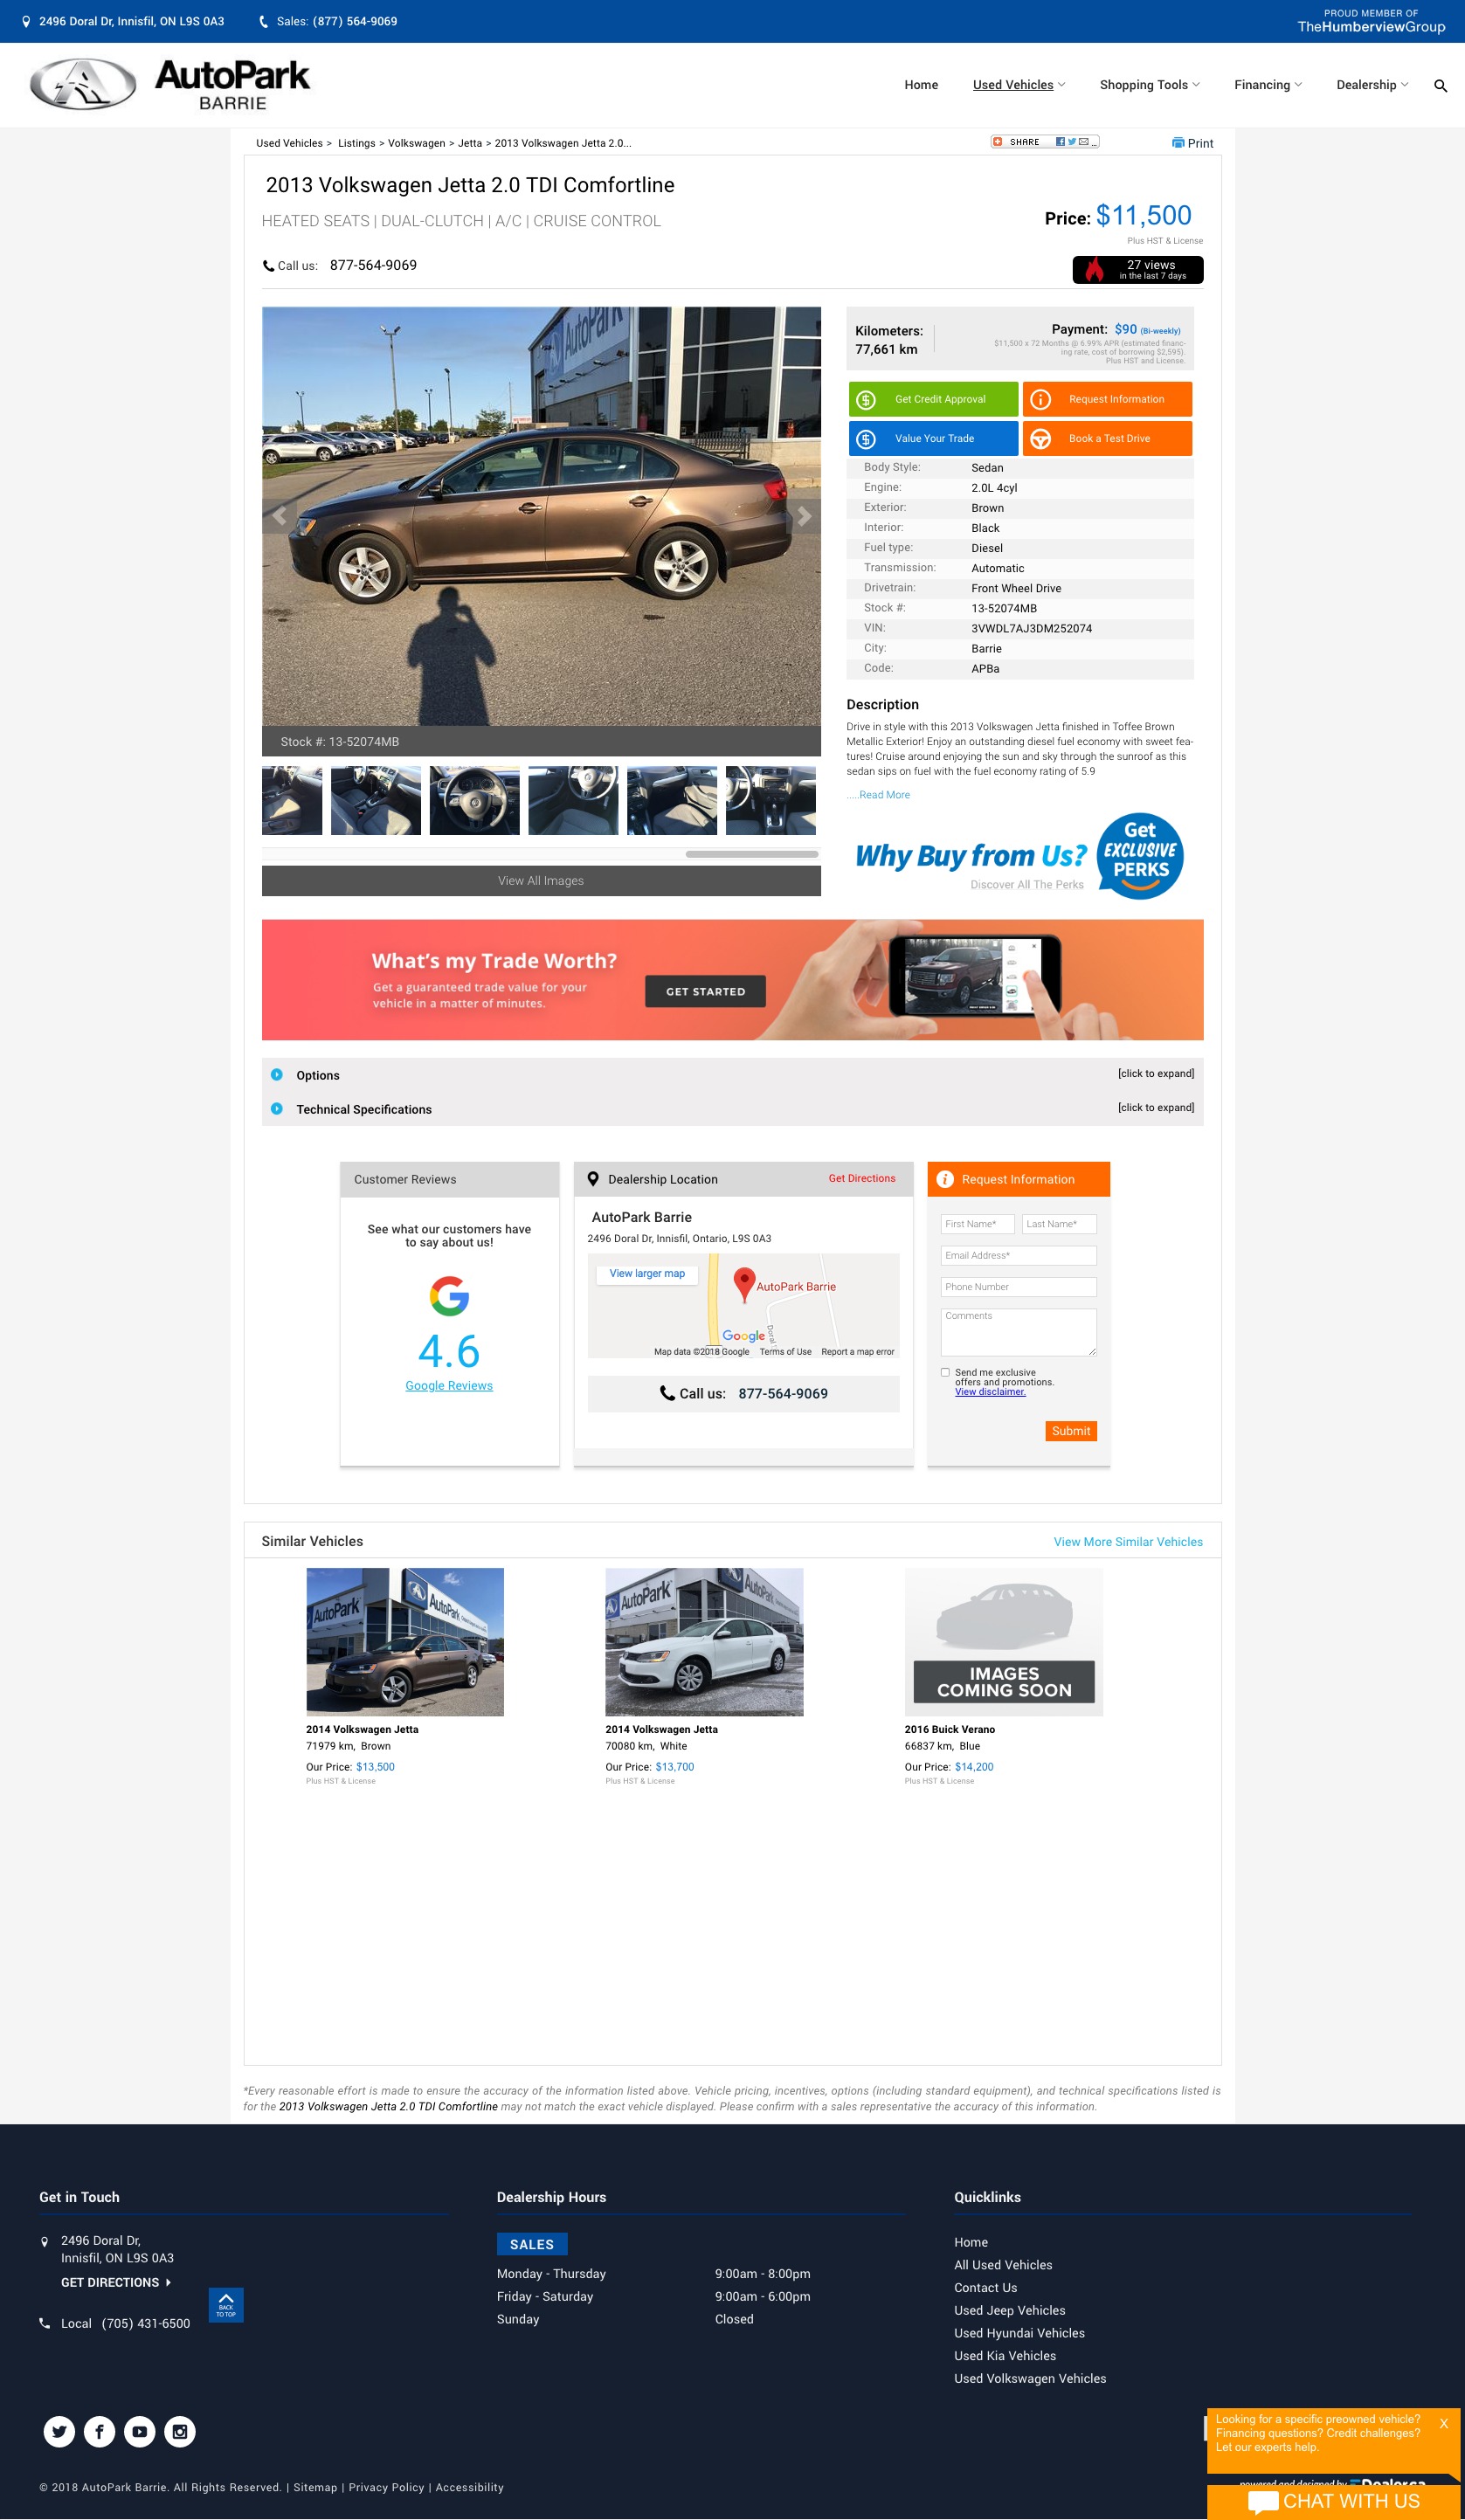 2496 Doral Dr, Innisfil, ON L9S 0A3 Sales: (877) 564-9069
PROUD MEMBER OF
TheHumberviewGroup
AutoPark
BARRIE
Home Used Vehicles Shopping Tools Financing Dealership
Used Vehicles > Listings > Volkswagen > Jetta > 2013 Volkswagen Jetta 2.0...
SHARE
Print
2013 Volkswagen Jetta 2.0 TDI Comfortline
HEATED SEATS | DUAL-CLUTCH | A/C | CRUISE CONTROL
Price: $11,500
Plus HST & License
Call us: 877-564-9069
27 views
in the last 7 days
AutoPark
Stock #: 13-52074MB
View All Images
Kilometers:
77,661 km
Payment: $90 (Bi-weekly)
$11,500 x 72 Months @ 6.99% APR (estimated financ-
ing rate, cost of borrowing $2,595).
Plus HST and License.
Get Credit Approval
Request Information
Value Your Trade
Book a Test Drive
Body Style: Sedan
Engine: 2.0L 4cyl
Exterior: Brown
Interior: Black
Fuel type: Diesel
Transmission: Automatic
Drivetrain: Front Wheel Drive
Stock #: 13-52074MB
VIN: 3VWDL7AJ3DM252074
City: Barrie
Code: APBa
Description
Drive in style with this 2013 Volkswagen Jetta finished in Toffee Brown
Metallic Exterior! Enjoy an outstanding diesel fuel economy with sweet fea-
tures! Cruise around enjoying the sun and sky through the sunroof as this
sedan sips on fuel with the fuel economy rating of 5.9
.....Read More
Why Buy from Us?
Discover All The Perks
Get
EXCLUSIVE
PERKS
What's my Trade Worth?
Get a guaranteed trade value for your
vehicle in a matter of minutes.
GET STARTED
Options [click to expand]
Technical Specifications [click to expand]
Customer Reviews
See what our customers have
to say about us!
4.6
Google Reviews
Dealership Location Get Directions
AutoPark Barrie
2496 Doral Dr, Innisfil, Ontario, L9S 0A3
View larger map
AutoPark Barrie
Doral
Google
Map data ©2018 Google Terms of Use Report a map error
Call us: 877-564-9069
Request Information
First Name* Last Name*
Email Address*
Phone Number
Comments
Send me exclusive
offers and promotions.
View disclaimer.
Submit
Similar Vehicles
View More Similar Vehicles
AutoPark
AutoPark
2014 Volkswagen Jetta
71979 km, Brown
Our Price: $13,500
Plus HST & License
AutoPark
AutoPark
2014 Volkswagen Jetta
70080 km, White
Our Price: $13,700
Plus HST & License
IMAGES
COMING SOON
2016 Buick Verano
66837 km, Blue
Our Price: $14,200
Plus HST & License
*Every reasonable effort is made to ensure the accuracy of the information listed above. Vehicle pricing, incentives, options (including standard equipment), and technical specifications listed is
for the 2013 Volkswagen Jetta 2.0 TDI Comfortline may not match the exact vehicle displayed. Please confirm with a sales representative the accuracy of this information.
Get in Touch
2496 Doral Dr,
Innisfil, ON L9S 0A3
GET DIRECTIONS
Local (705) 431-6500
BACK
TO TOP
Dealership Hours
SALES
Monday - Thursday 9:00am - 8:00pm
Friday - Saturday 9:00am - 6:00pm
Sunday Closed
Quicklinks
Home
All Used Vehicles
Contact Us
Used Jeep Vehicles
Used Hyundai Vehicles
Used Kia Vehicles
Used Volkswagen Vehicles
Looking for a specific preowned vehicle?
Financing questions? Credit challenges?
Let our experts help.
X
powered and designed by EDealer.ca
CHAT WITH US
© 2018 AutoPark Barrie. All Rights Reserved. | Sitemap | Privacy Policy | Accessibility